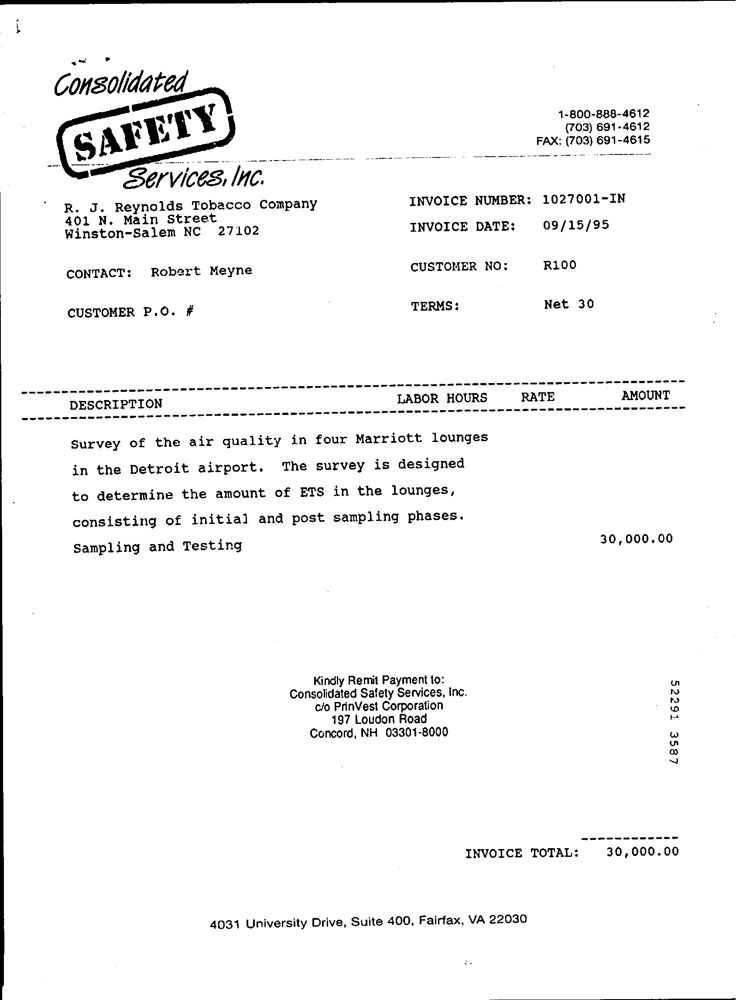 Consolidated
SAFETY
Services, Inc.
1-800-888-4612
(703) 691-4612
FAX: (703) 691-4615
R. J. Reynolds Tobacco Company
401 N. Main Street
Winston-Salem NC 27102
INVOICE NUMBER: 1027001-IN
INVOICE DATE: 09/15/95
CONTACT: Robert Meyne
CUSTOMER NO: R100
CUSTOMER P.O. #
TERMS: Net 30
DESCRIPTION LABOR HOURS RATE AMOUNT
Survey of the air quality in four Marriott lounges
in the Detroit airport. The survey is designed
to determine the amount of ETS in the lounges,
consisting of initial and post sampling phases.
Sampling and Testing 30,000.00
Kindly Remit Payment to:
Consolidated Safety Services, Inc.
c/o PrinVest Corporation
197 Loudon Road
Concord, NH 03301-8000
52291 3587
INVOICE TOTAL: 30,000.00
4031 University Drive, Suite 400, Fairfax, VA 22030